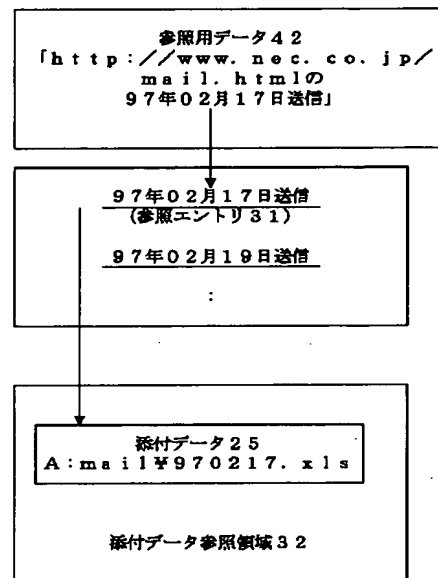 参照用データ42
「http://www.nec.co.jp/
mail.htmlの
97年02月17日送信」
97年02月17日送信
(参照エントリ31)
97年02月19日送信
:
添付データ25
A:mail¥970217.xls
添付データ参照領域32